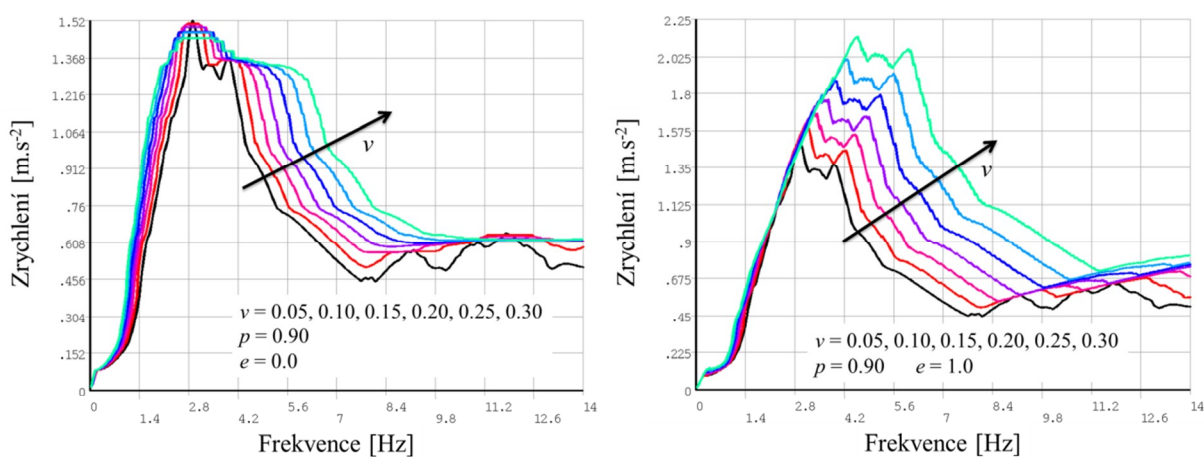 1.52
1.368
1.216
1.064
.912
.76
.608
.456
.304
.152
0
Zrychlení [m.s-2]
v
v = 0.05, 0.10, 0.15, 0.20, 0.25, 0.30
p = 0.90
e = 0.0
0 2.8 5.6 8.4 11.2 14
1.4 4.2 7 9.8 12.6
Frekvence [Hz]
2.25
2.025
1.8
1.575
1.35
1.125
.9
.675
.45
.225
0
Zrychlení [m.s-2]
v
v = 0.05, 0.10, 0.15, 0.20, 0.25, 0.30
p = 0.90 e = 1.0
0 2.8 5.6 8.4 11.2 14
1.4 4.2 7 9.8 12.6
Frekvence [Hz]